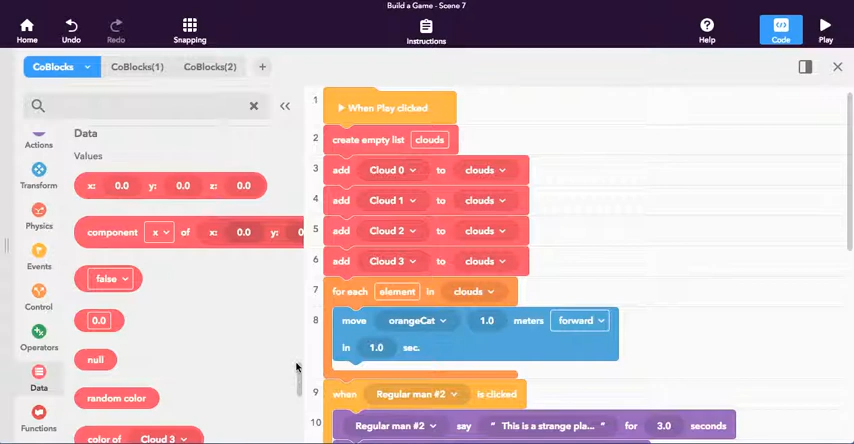 Build a Game - Scene 7
Home
Undo
Redo
Snapping
Instructions
Help
Code
Play
CoBlocks
CoBlocks(1)
CoBlocks(2)
+
Actions
Transform
Physics
Events
Control
Operators
Data
Functions
Data
Values
x: 0.0 y: 0.0 z: 0.0
component x of x: 0.0 y: 0
false
0.0
null
random color
color of Cloud 3
1 When Play clicked
2 create empty list clouds
3 add Cloud 0 to clouds
4 add Cloud 1 to clouds
5 add Cloud 2 to clouds
6 add Cloud 3 to clouds
7 for each element in clouds
8 move orangeCat 1.0 meters forward
in 1.0 sec.
9 when Regular man #2 is clicked
10 Regular man #2 say " This is a strange pla... " for 3.0 seconds